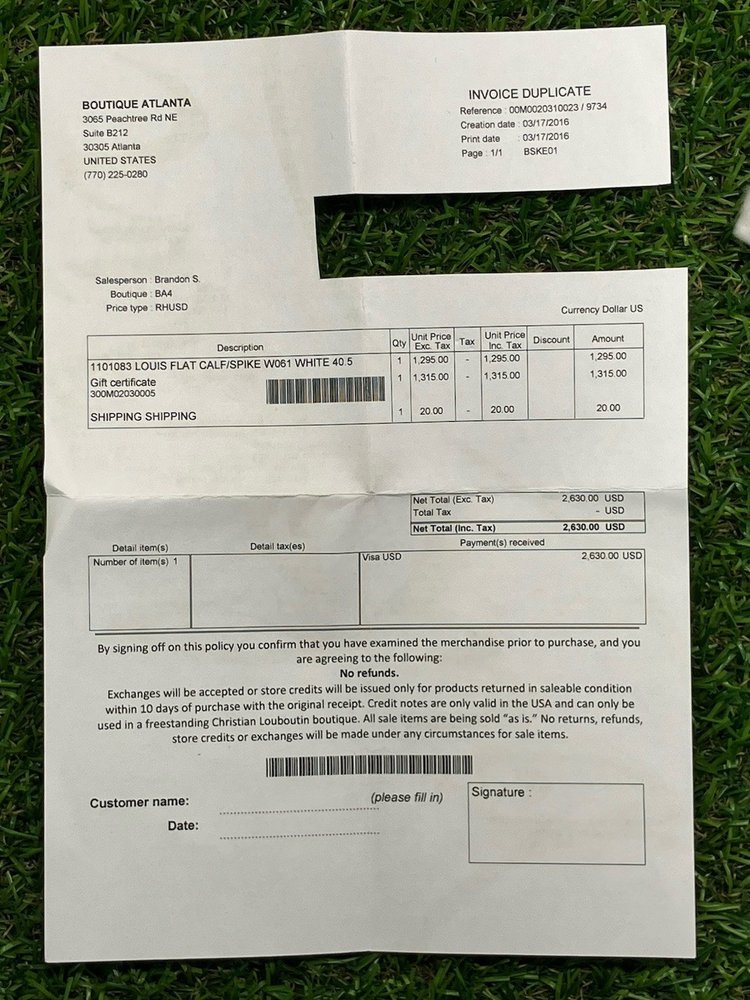 BOUTIQUE ATLANTA
3065 Peachtree Rd NE
Suite B212
30305 Atlanta
UNITED STATES
(770) 225-0280
INVOICE DUPLICATE
Reference : 00M0020310023 / 9734
Creation date : 03/17/2016
Print date : 03/17/2016
Page : 1/1 BSKE01
Salesperson : Brandon S.
Boutique : BA4
Price type : RHUSD
Currency Dollar US
Description Qty Unit Price Exc. Tax Tax Unit Price Inc. Tax Discount Amount
1101083 LOUIS FLAT CALF/SPIKE W061 WHITE 40.5 1 1,295.00 - 1,295.00 1,295.00
Gift certificate 1 1,315.00 - 1,315.00 1,315.00
300M02030005
SHIPPING SHIPPING 1 20.00 - 20.00 20.00
Net Total (Exc. Tax) 2,630.00 USD
Total Tax - USD
Net Total (Inc. Tax) 2,630.00 USD
Detail item(s) Detail tax(es) Payment(s) received
Number of item(s) 1 Visa USD 2,630.00 USD
By signing off on this policy you confirm that you have examined the merchandise prior to purchase, and you
are agreeing to the following:
No refunds.
Exchanges will be accepted or store credits will be issued only for products returned in saleable condition
within 10 days of purchase with the original receipt. Credit notes are only valid in the USA and can only be
used in a freestanding Christian Louboutin boutique. All sale items are being sold "as is." No returns, refunds,
store credits or exchanges will be made under any circumstances for sale items.
Customer name: (please fill in)
Date:
Signature :